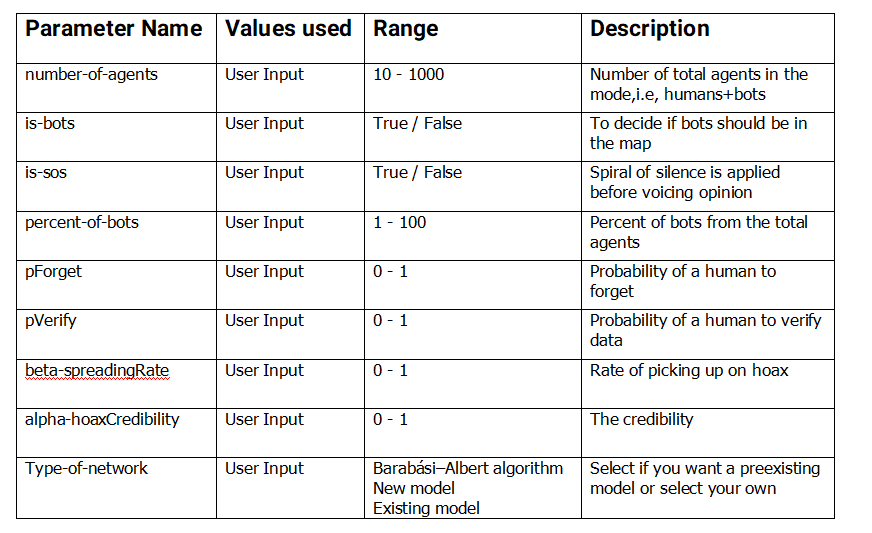 Parameter Name Values used Range Description
number-of-agents User Input 10 - 1000 Number of total agents in the
mode,i.e, humans+bots
is-bots User Input True / False To decide if bots should be in
the map
is-sos User Input True / False Spiral of silence is applied
before voicing opinion
percent-of-bots User Input 1 - 100 Percent of bots from the total
agents
pForget User Input 0 - 1 Probability of a human to
forget
pVerify User Input 0 - 1 Probability of a human to verify
data
beta-spreadingRate User Input 0 - 1 Rate of picking up on hoax
alpha-hoaxCredibility User Input 0 - 1 The credibility
Type-of-network User Input Barabási–Albert algorithm Select if you want a preexisting
New model model or select your own
Existing model